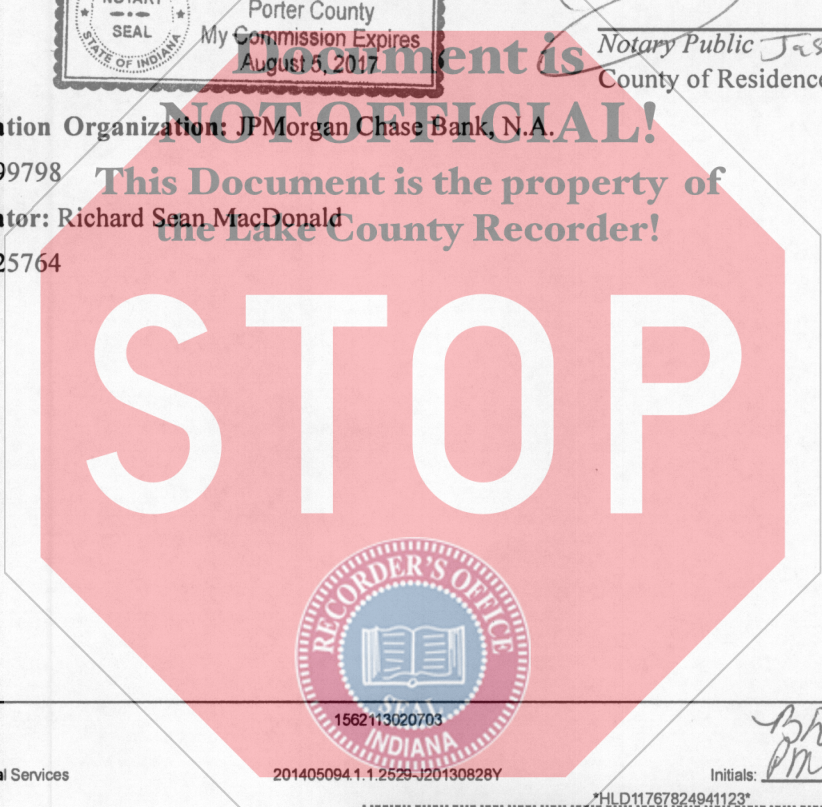 NOTARY
SEAL
STATE OF INDIANA
Porter County
My Commission Expires
August 5, 2017
Notary Public
County of Residence
Document is
NOT OFFICIAL!
This Document is the property of
the Lake County Recorder!
ation Organization: JPMorgan Chase Bank, N.A.
99798
ator: Richard Sean MacDonald
25764
STOP
RECORDER'S OFFICE
SEAL
INDIANA
1562113020703
al Services
201405094.1.1.2529-J20130828Y
Initials:
*HLD11767824941123*